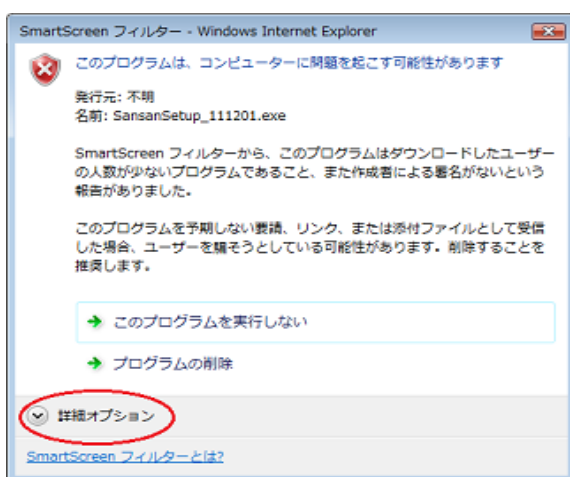 SmartScreen フィルター - Windows Internet Explorer
このプログラムは、コンピューターに問題を起こす可能性があります
発行元: 不明
名前: SansanSetup_111201.exe
SmartScreen フィルターから、このプログラムはダウンロードしたユーザー
の人数が少ないプログラムであること、また作成者による署名がないという
報告がありました。
このプログラムを予期しない要請、リンク、または添付ファイルとして受信
した場合、ユーザーを騙そうとしている可能性があります。削除することを
推奨します。
このプログラムを実行しない
プログラムの削除
詳細オプション
SmartScreen フィルターとは?